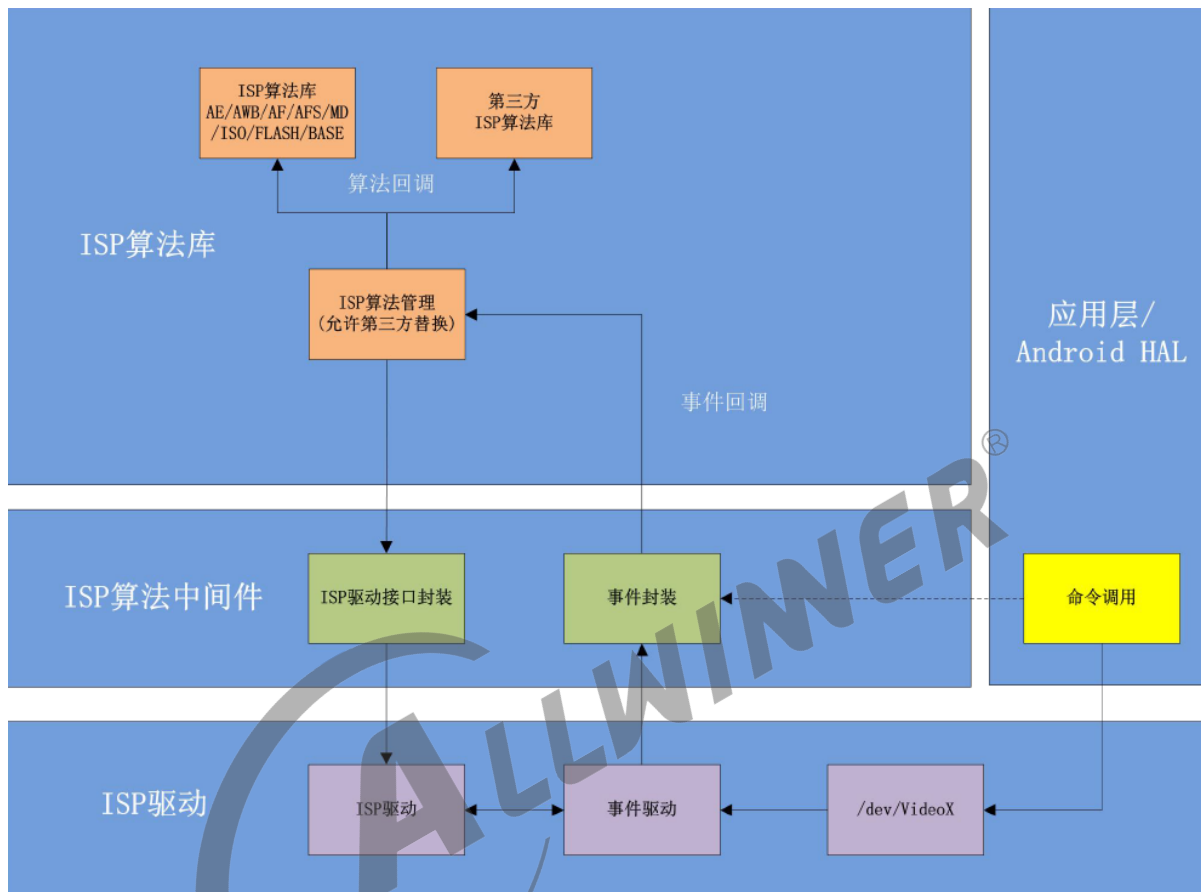 ISP算法库
AE/AWB/AF/AFS/MD
/ISO/FLASH/BASE
第三方
ISP算法库
算法回调
ISP算法库
ISP算法管理
(允许第三方替换)
应用层/
Android HAL
事件回调
ISP算法中间件
ISP驱动接口封装
事件封装
命令调用
ALLWINNER®
ISP驱动
ISP驱动
事件驱动
/dev/VideoX